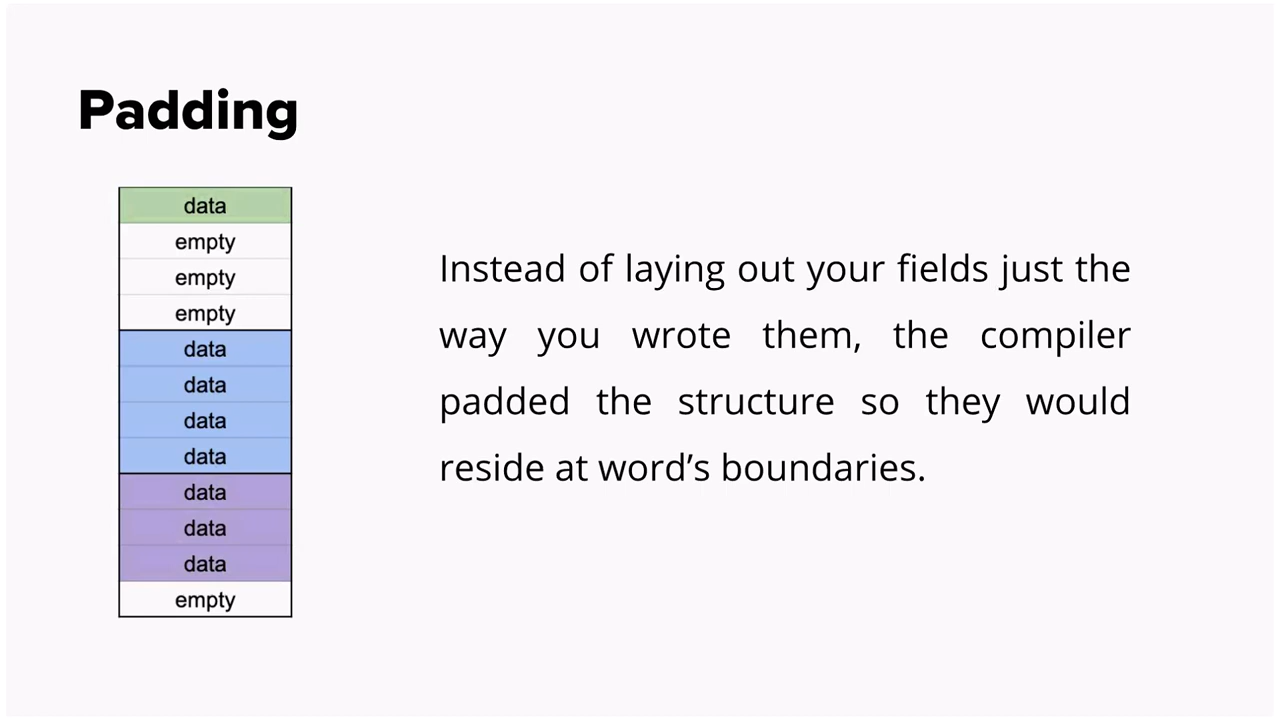 Padding
data
empty
empty
empty
data
data
data
data
data
data
data
empty
Instead of laying out your fields just the
way you wrote them, the compiler
padded the structure so they would
reside at word’s boundaries.